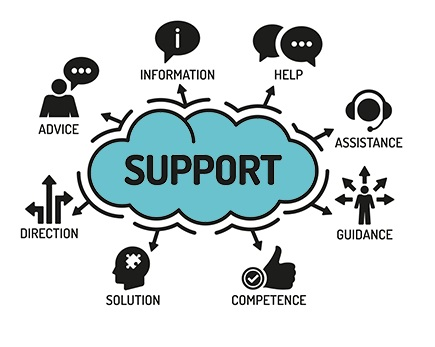 INFORMATION
HELP
ADVICE
ASSISTANCE
SUPPORT
DIRECTION
GUIDANCE
SOLUTION
COMPETENCE